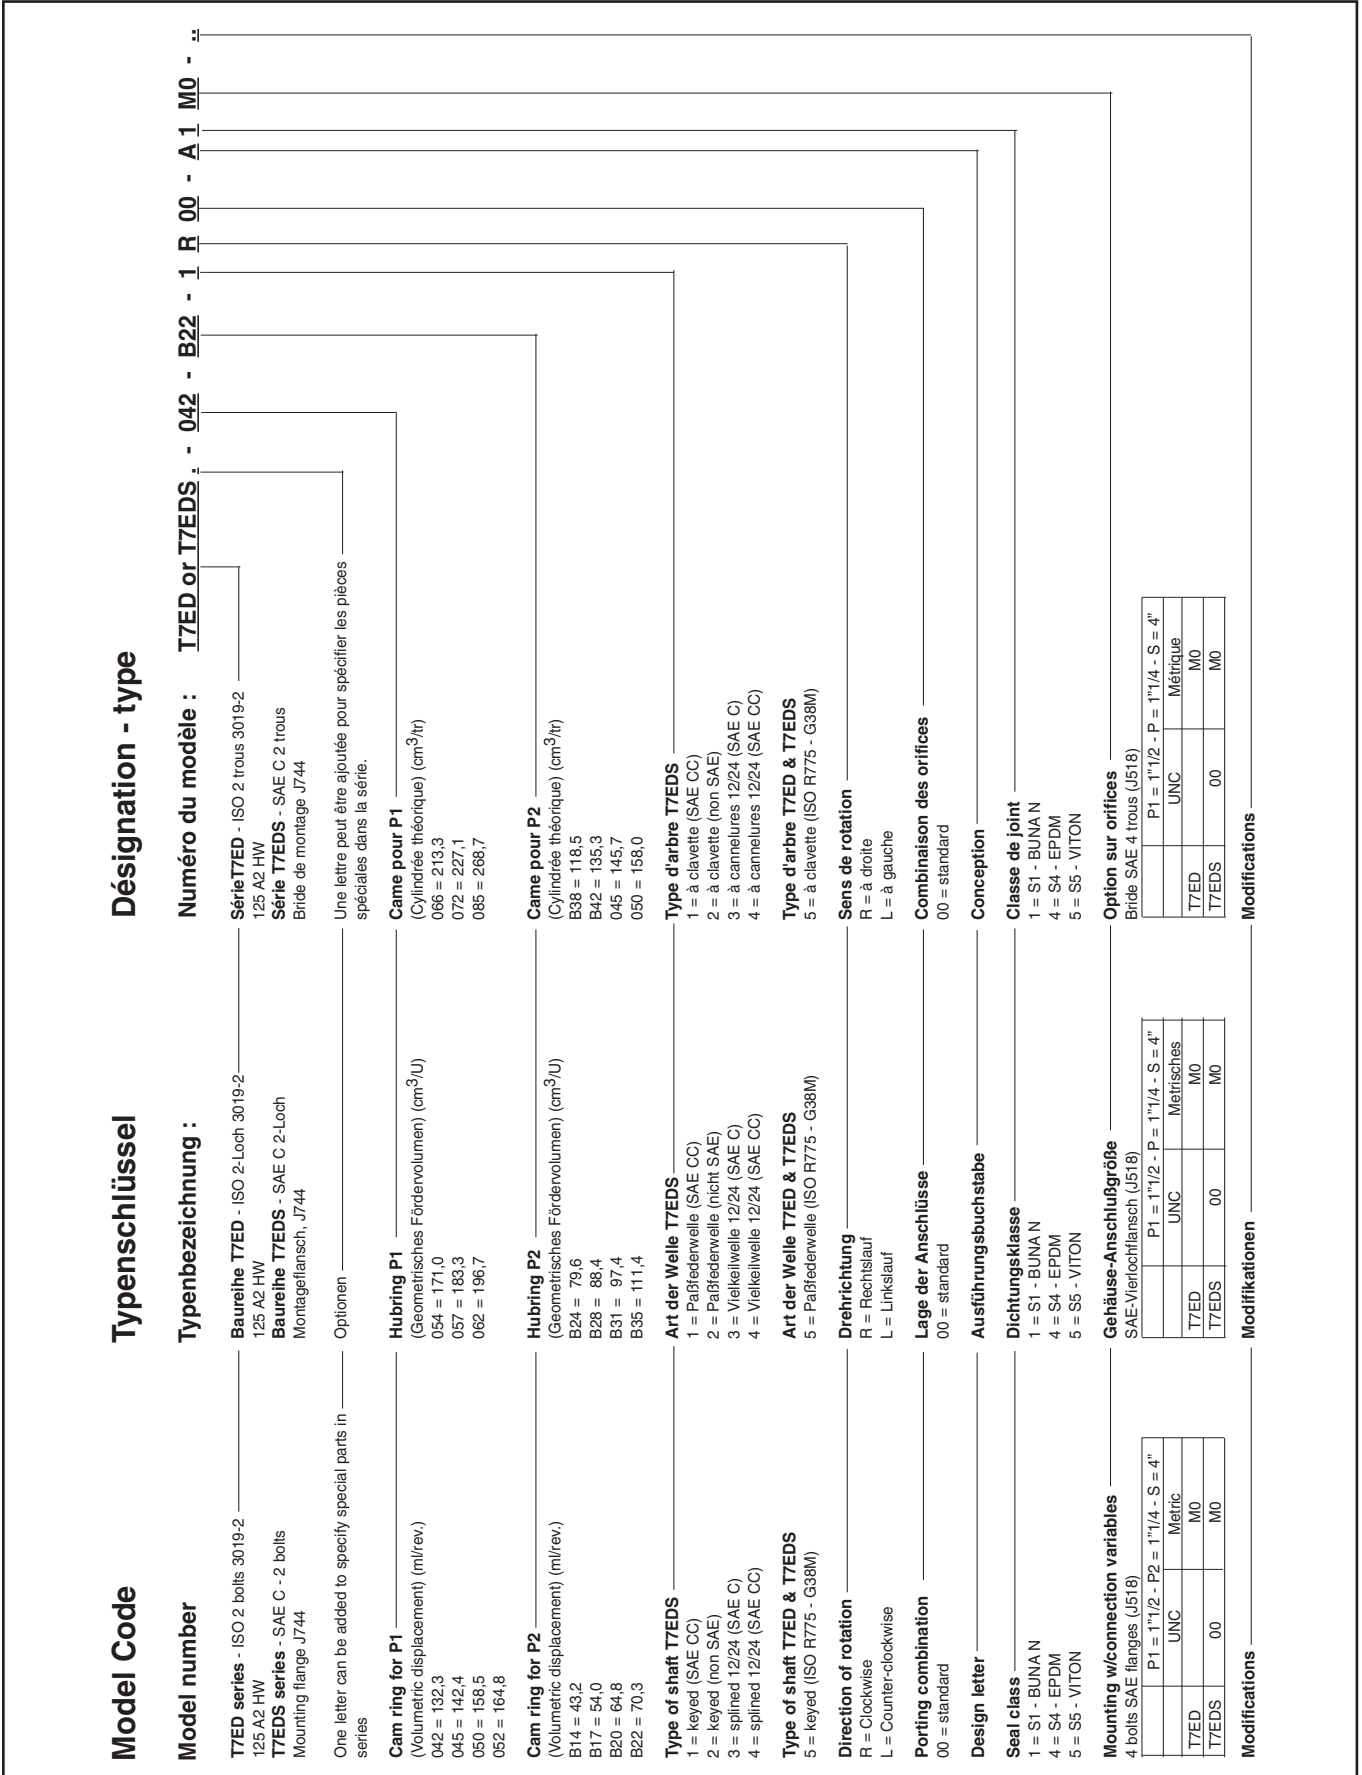 Model Code
Typenschlüssel
Désignation - type
Model number
Typenbezeichnung :
Numéro du modèle :
T7ED or T7EDS . - 042 - B22 - 1 R 00 - A 1 M0 - ..
T7ED series - ISO 2 bolts 3019-2
125 A2 HW
T7EDS series - SAE C - 2 bolts
Mounting flange J744
Baureihe T7ED - ISO 2-Loch 3019-2
125 A2 HW
Baureihe T7EDS - SAE C 2-Loch
Montageflansch, J744
SérieT7ED - ISO 2 trous 3019-2
125 A2 HW
Série T7EDS - SAE C 2 trous
Bride de montage J744
One letter can be added to specify special parts in
series
Optionen
Une lettre peut être ajoutée pour spécifier les pièces
spéciales dans la série.
Cam ring for P1
(Volumetric displacement) (ml/rev.)
042 = 132,3
045 = 142,4
050 = 158,5
052 = 164,8
Hubring P1
(Geometrisches Fördervolumen) (cm3/U)
054 = 171,0
057 = 183,3
062 = 196,7
Came pour P1
(Cylindrée théorique) (cm3/tr)
066 = 213,3
072 = 227,1
085 = 268,7
Cam ring for P2
(Volumetric displacement) (ml/rev.)
B14 = 43,2
B17 = 54,0
B20 = 64,8
B22 = 70,3
Hubring P2
(Geometrisches Fördervolumen) (cm3/U)
B24 = 79,6
B28 = 88,4
B31 = 97,4
B35 = 111,4
Came pour P2
(Cylindrée théorique) (cm3/tr)
B38 = 118,5
B42 = 135,3
045 = 145,7
050 = 158,0
Type of shaft T7EDS
1 = keyed (SAE CC)
2 = keyed (non SAE)
3 = splined 12/24 (SAE C)
4 = splined 12/24 (SAE CC)
Art der Welle T7EDS
1 = Paßfederwelle (SAE CC)
2 = Paßfederwelle (nicht SAE)
3 = Vielkeilwelle 12/24 (SAE C)
4 = Vielkeilwelle 12/24 (SAE CC)
Type d'arbre T7EDS
1 = à clavette (SAE CC)
2 = à clavette (non SAE)
3 = à cannelures 12/24 (SAE C)
4 = à cannelures 12/24 (SAE CC)
Type of shaft T7ED & T7EDS
5 = keyed (ISO R775 - G38M)
Art der Welle T7ED & T7EDS
5 = Paßfederwelle (ISO R775 - G38M)
Type d'arbre T7ED & T7EDS
5 = à clavette (ISO R775 - G38M)
Direction of rotation
R = Clockwise
L = Counter-clockwise
Drehrichtung
R = Rechtslauf
L = Linkslauf
Sens de rotation
R = à droite
L = à gauche
Porting combination
00 = standard
Lage der Anschlüsse
00 = standard
Combinaison des orifices
00 = standard
Design letter
Ausführungsbuchstabe
Conception
Seal class
1 = S1 - BUNA N
4 = S4 - EPDM
5 = S5 - VITON
Dichtungsklasse
1 = S1 - BUNA N
4 = S4 - EPDM
5 = S5 - VITON
Classe de joint
1 = S1 - BUNA N
4 = S4 - EPDM
5 = S5 - VITON
Mounting w/connection variables
4 bolts SAE flanges (J518)
P1 = 1"1/2 - P2 = 1"1/4 - S = 4"
UNC Metric
T7ED M0
T7EDS 00 M0
Gehäuse-Anschlußgröße
SAE-Vierlochflansch (J518)
P1 = 1"1/2 - P = 1"1/4 - S = 4"
UNC Metrisches
T7ED M0
T7EDS 00 M0
Option sur orifices
Bride SAE 4 trous (J518)
P1 = 1"1/2 - P = 1"1/4 - S = 4"
UNC Métrique
T7ED M0
T7EDS 00 M0
Modifications
Modifikationen
Modifications